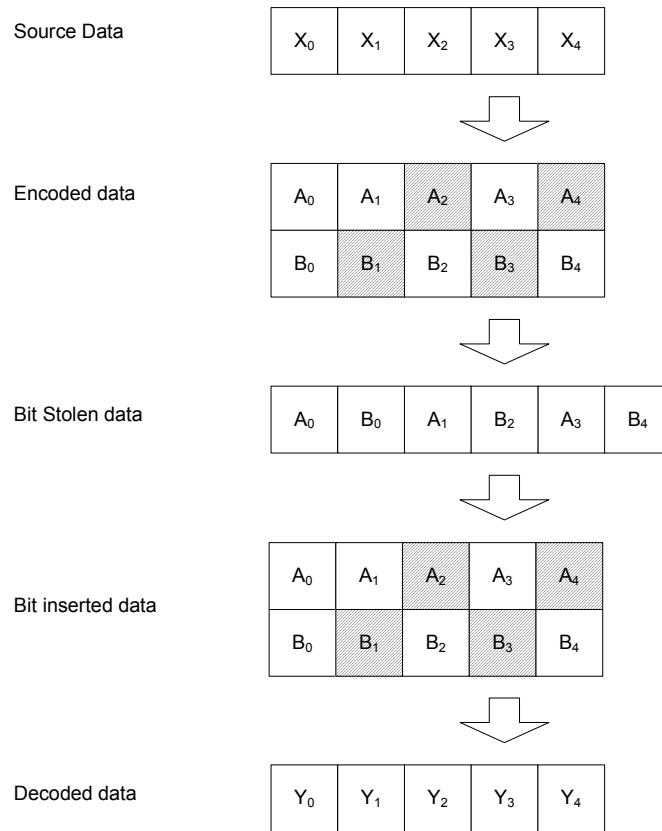 Source Data
X₀ X₁ X₂ X₃ X₄
Encoded data
A₀ A₁ A₂ A₃ A₄
B₀ B₁ B₂ B₃ B₄
Bit Stolen data
A₀ B₀ A₁ B₂ A₃ B₄
Bit inserted data
A₀ A₁ A₂ A₃ A₄
B₀ B₁ B₂ B₃ B₄
Decoded data
Y₀ Y₁ Y₂ Y₃ Y₄